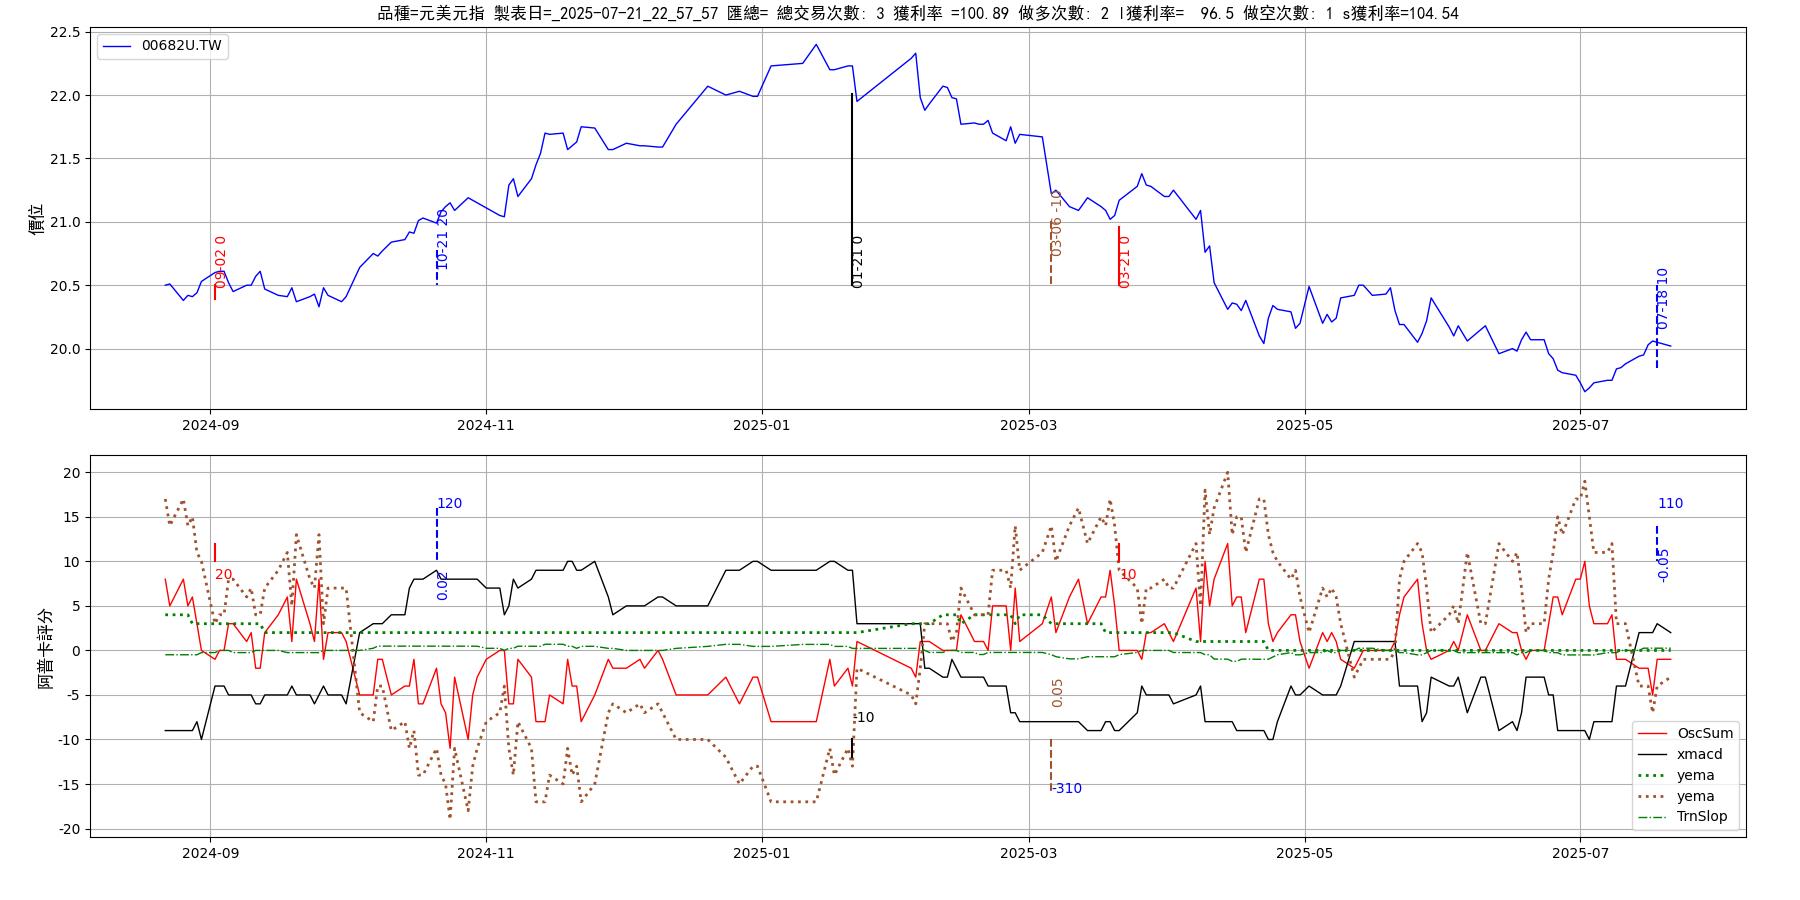 品種=元美元指 製表日=_2025-07-21_22_57_57 匯總= 總交易次數: 3 獲利率 =100.89 做多次數: 2 l獲利率=  96.5 做空次數: 1 s獲利率=104.54
00682U.TW
價位
22.5
22.0
21.5
21.0
20.5
20.0
09-02 0
10-21 20
01-21 0
03-06 -10
03-21 0
07-18 10
2024-09 2024-11 2025-01 2025-03 2025-05 2025-07
阿普卡評分
20
15
10
5
0
-5
-10
-15
-20
20
120
0.02
-10
0.05
-310
10
110
-0.05
OscSum
xmacd
yema
yema
TrnSlop
2024-09 2024-11 2025-01 2025-03 2025-05 2025-07